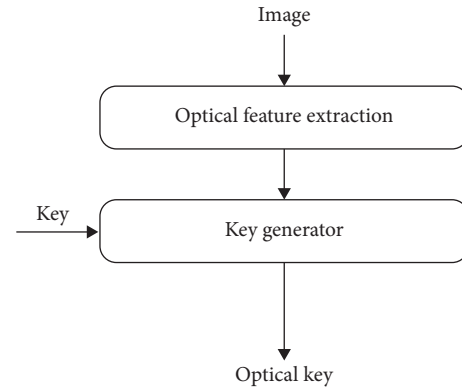 Image
Optical feature extraction
Key
Key generator
Optical key